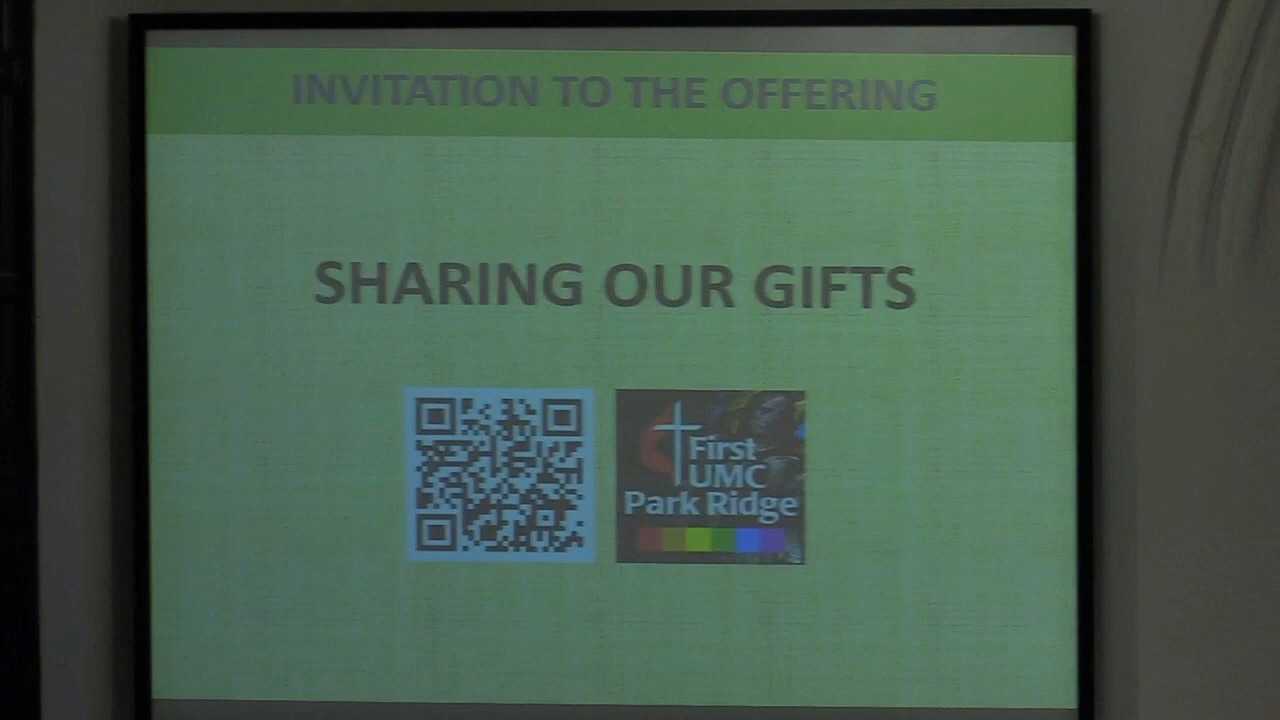 INVITATION TO THE OFFERING
SHARING OUR GIFTS
First
UMC
Park Ridge